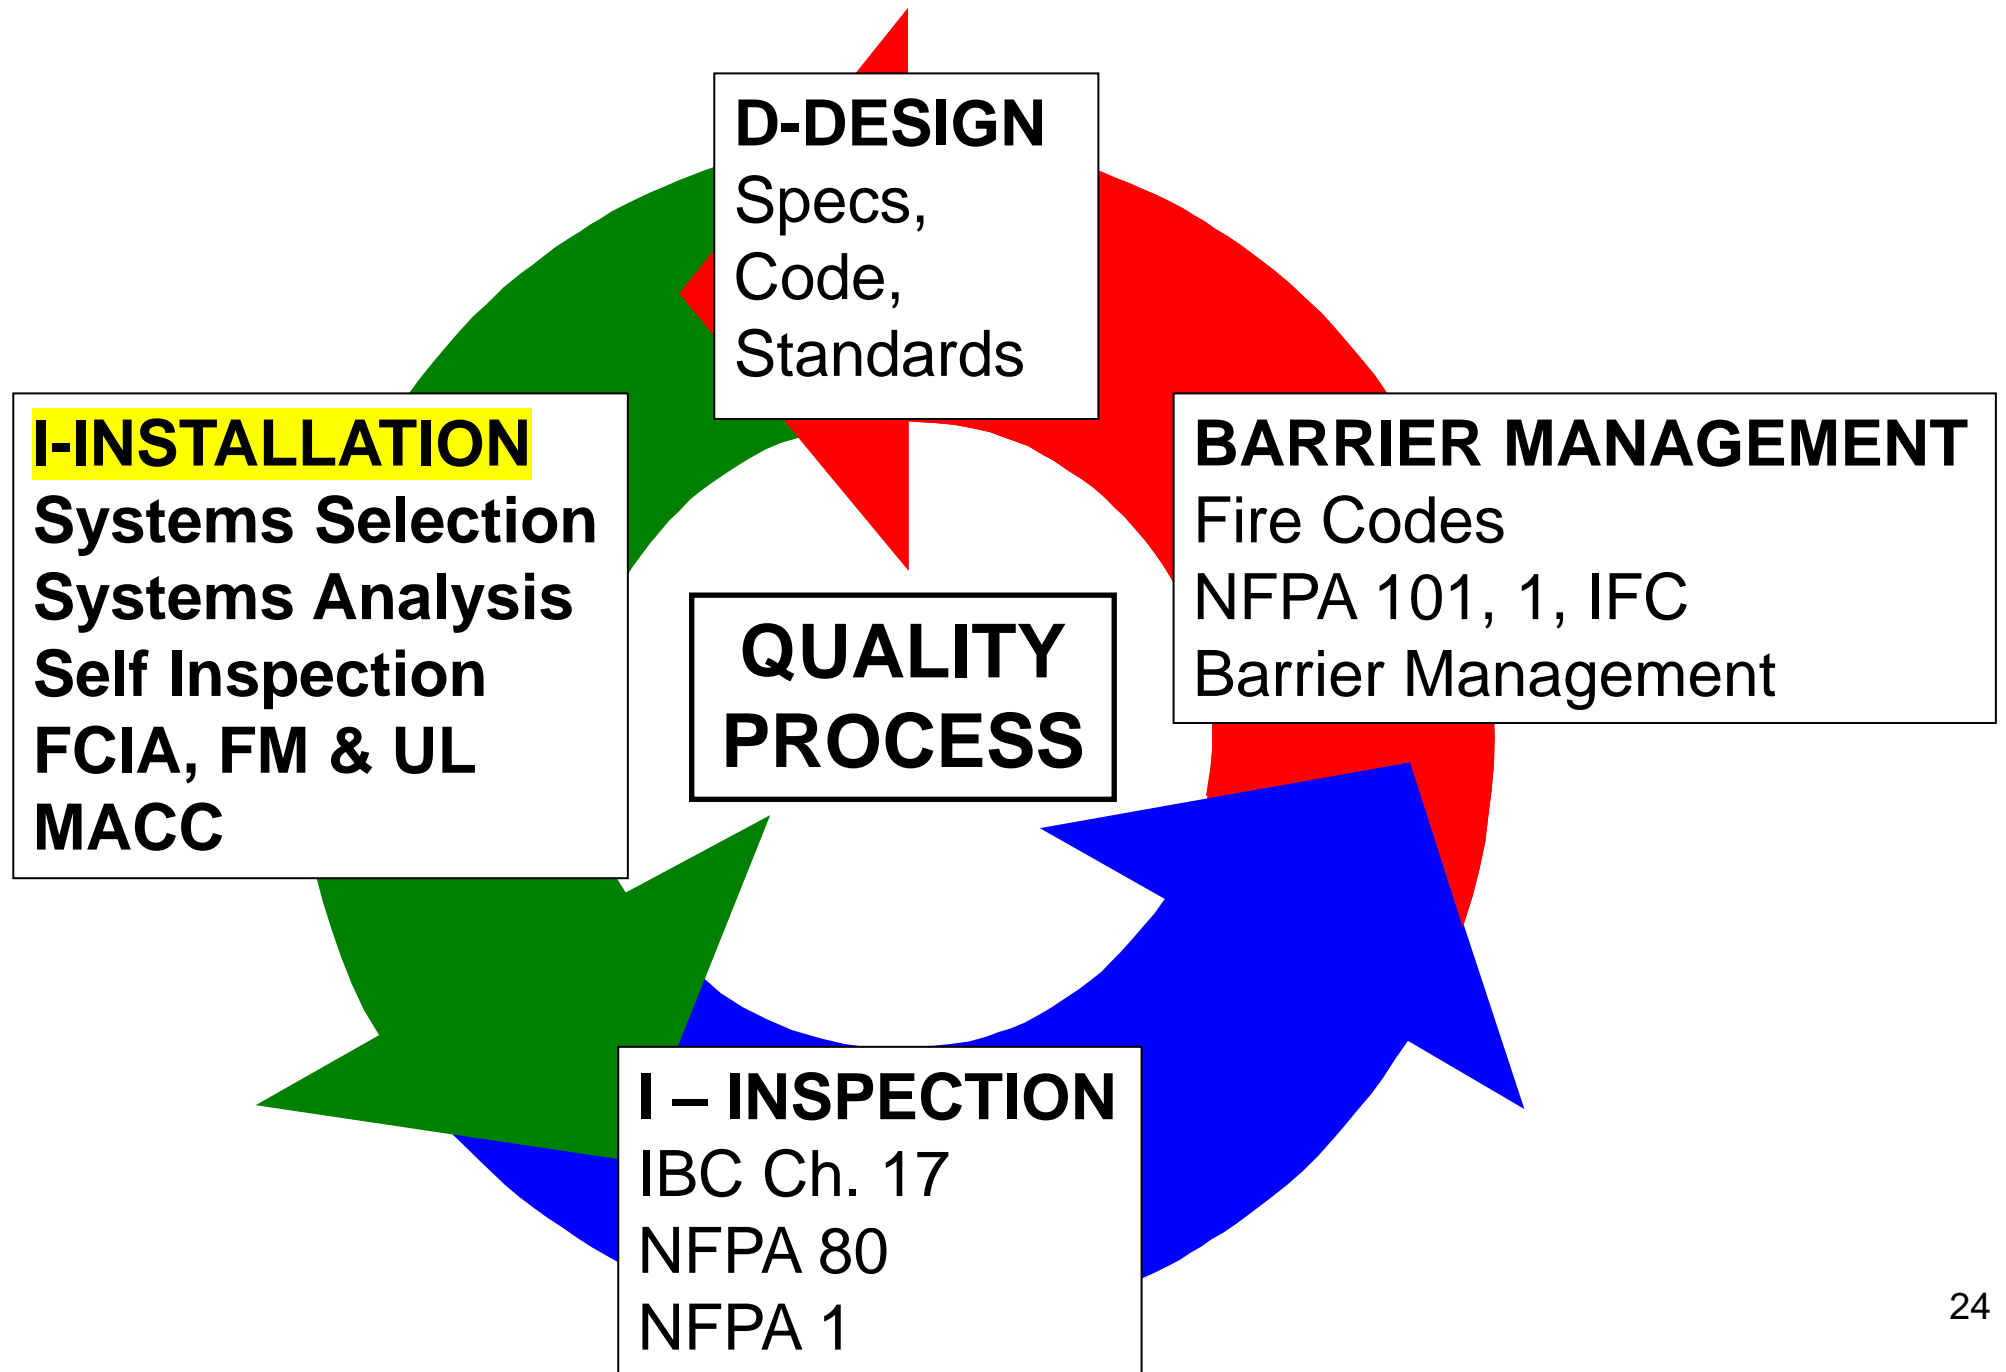 D-DESIGN
Specs,
Code,
Standards
I-INSTALLATION
Systems Selection
Systems Analysis
Self Inspection
FCIA, FM & UL
MACC
BARRIER MANAGEMENT
Fire Codes
NFPA 101, 1, IFC
Barrier Management
QUALITY
PROCESS
I – INSPECTION
IBC Ch. 17
NFPA 80
NFPA 1
24